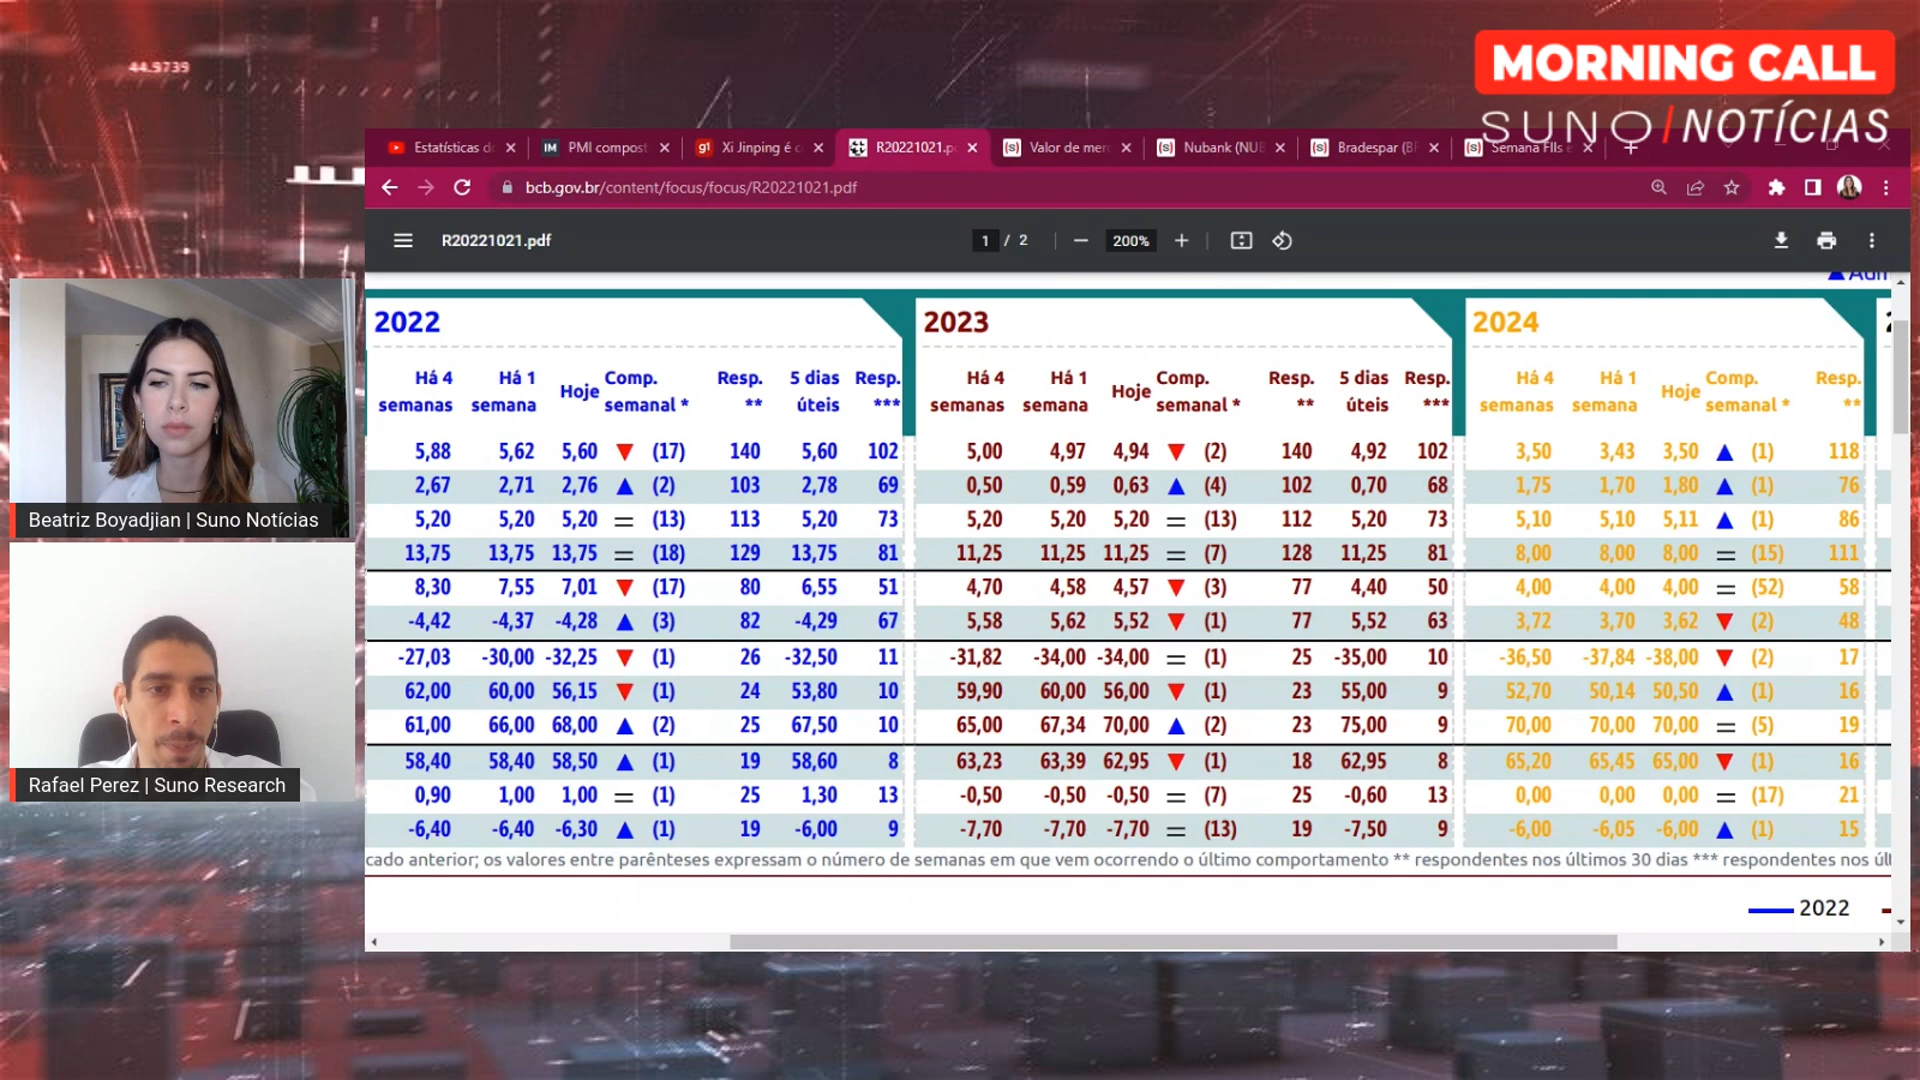 44.9739
MORNING CALL
SUNO/NOTÍCIAS
Estatísticas d
PMI compost
g1 Xi Jinping é c
R20221021.p
Valor de mer
Nubank (NUB
Bradespar (B
Semana FIIs e
bcb.gov.br/content/focus/focus/R20221021.pdf
R20221021.pdf
1 / 2
200%
2022
2023
2024
Há 4 semanas Há 1 semana Hoje Comp. semanal * Resp. ** 5 dias úteis Resp. *** Há 4 semanas Há 1 semana Hoje Comp. semanal * Resp. ** 5 dias úteis Resp. *** Há 4 semanas Há 1 semana Hoje Comp. semanal * Resp. **
5,88 5,62 5,60 ▼ (17) 140 5,60 102 5,00 4,97 4,94 ▼ (2) 140 4,92 102 3,50 3,43 3,50 ▲ (1) 118
2,67 2,71 2,76 ▲ (2) 103 2,78 69 0,50 0,59 0,63 ▲ (4) 102 0,70 68 1,75 1,70 1,80 ▲ (1) 76
5,20 5,20 5,20 = (13) 113 5,20 73 5,20 5,20 5,20 = (13) 112 5,20 73 5,10 5,10 5,11 ▲ (1) 86
13,75 13,75 13,75 = (18) 129 13,75 81 11,25 11,25 11,25 = (7) 128 11,25 81 8,00 8,00 8,00 = (15) 111
8,30 7,55 7,01 ▼ (17) 80 6,55 51 4,70 4,58 4,57 ▼ (3) 77 4,40 50 4,00 4,00 4,00 = (52) 58
-4,42 -4,37 -4,28 ▲ (3) 82 -4,29 67 5,58 5,62 5,52 ▼ (1) 77 5,52 63 3,72 3,70 3,62 ▼ (2) 48
-27,03 -30,00 -32,25 ▼ (1) 26 -32,50 11 -31,82 -34,00 -34,00 = (1) 25 -35,00 10 -36,50 -37,84 -38,00 ▼ (2) 17
62,00 60,00 56,15 ▼ (1) 24 53,80 10 59,90 60,00 56,00 ▼ (1) 23 55,00 9 52,70 50,14 50,50 ▲ (1) 16
61,00 66,00 68,00 ▲ (2) 25 67,50 10 65,00 67,34 70,00 ▲ (2) 23 75,00 9 70,00 70,00 70,00 = (5) 19
58,40 58,40 58,50 ▲ (1) 19 58,60 8 63,23 63,39 62,95 ▼ (1) 18 62,95 8 65,20 65,45 65,00 ▼ (1) 16
0,90 1,00 1,00 = (1) 25 1,30 13 -0,50 -0,50 -0,50 = (7) 25 -0,60 13 0,00 0,00 0,00 = (17) 21
-6,40 -6,40 -6,30 ▲ (1) 19 -6,00 9 -7,70 -7,70 -7,70 = (13) 19 -7,50 9 -6,00 -6,05 -6,00 ▲ (1) 15
cado anterior; os valores entre parênteses expressam o número de semanas em que vem ocorrendo o último comportamento ** respondentes nos últimos 30 dias *** respondentes nos últ
2022
Beatriz Boyadjian | Suno Notícias
Rafael Perez | Suno Research